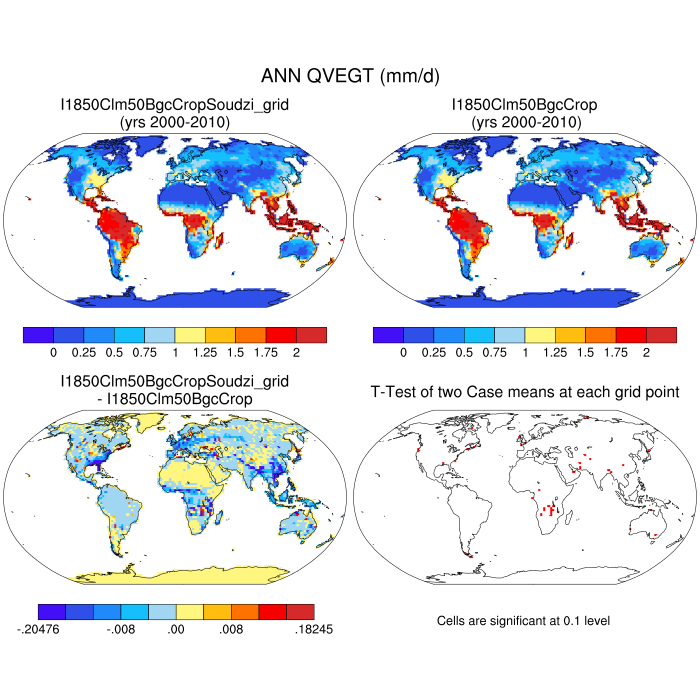 ANN QVEGT (mm/d)
I1850Clm50BgcCropSoudzi_grid
(yrs 2000-2010)
I1850Clm50BgcCrop
(yrs 2000-2010)
0 0.25 0.5 0.75 1 1.25 1.5 1.75 2
0 0.25 0.5 0.75 1 1.25 1.5 1.75 2
I1850Clm50BgcCropSoudzi_grid
- I1850Clm50BgcCrop
T-Test of two Case means at each grid point
-.20476 -.008 .00 .008 .18245
Cells are significant at 0.1 level